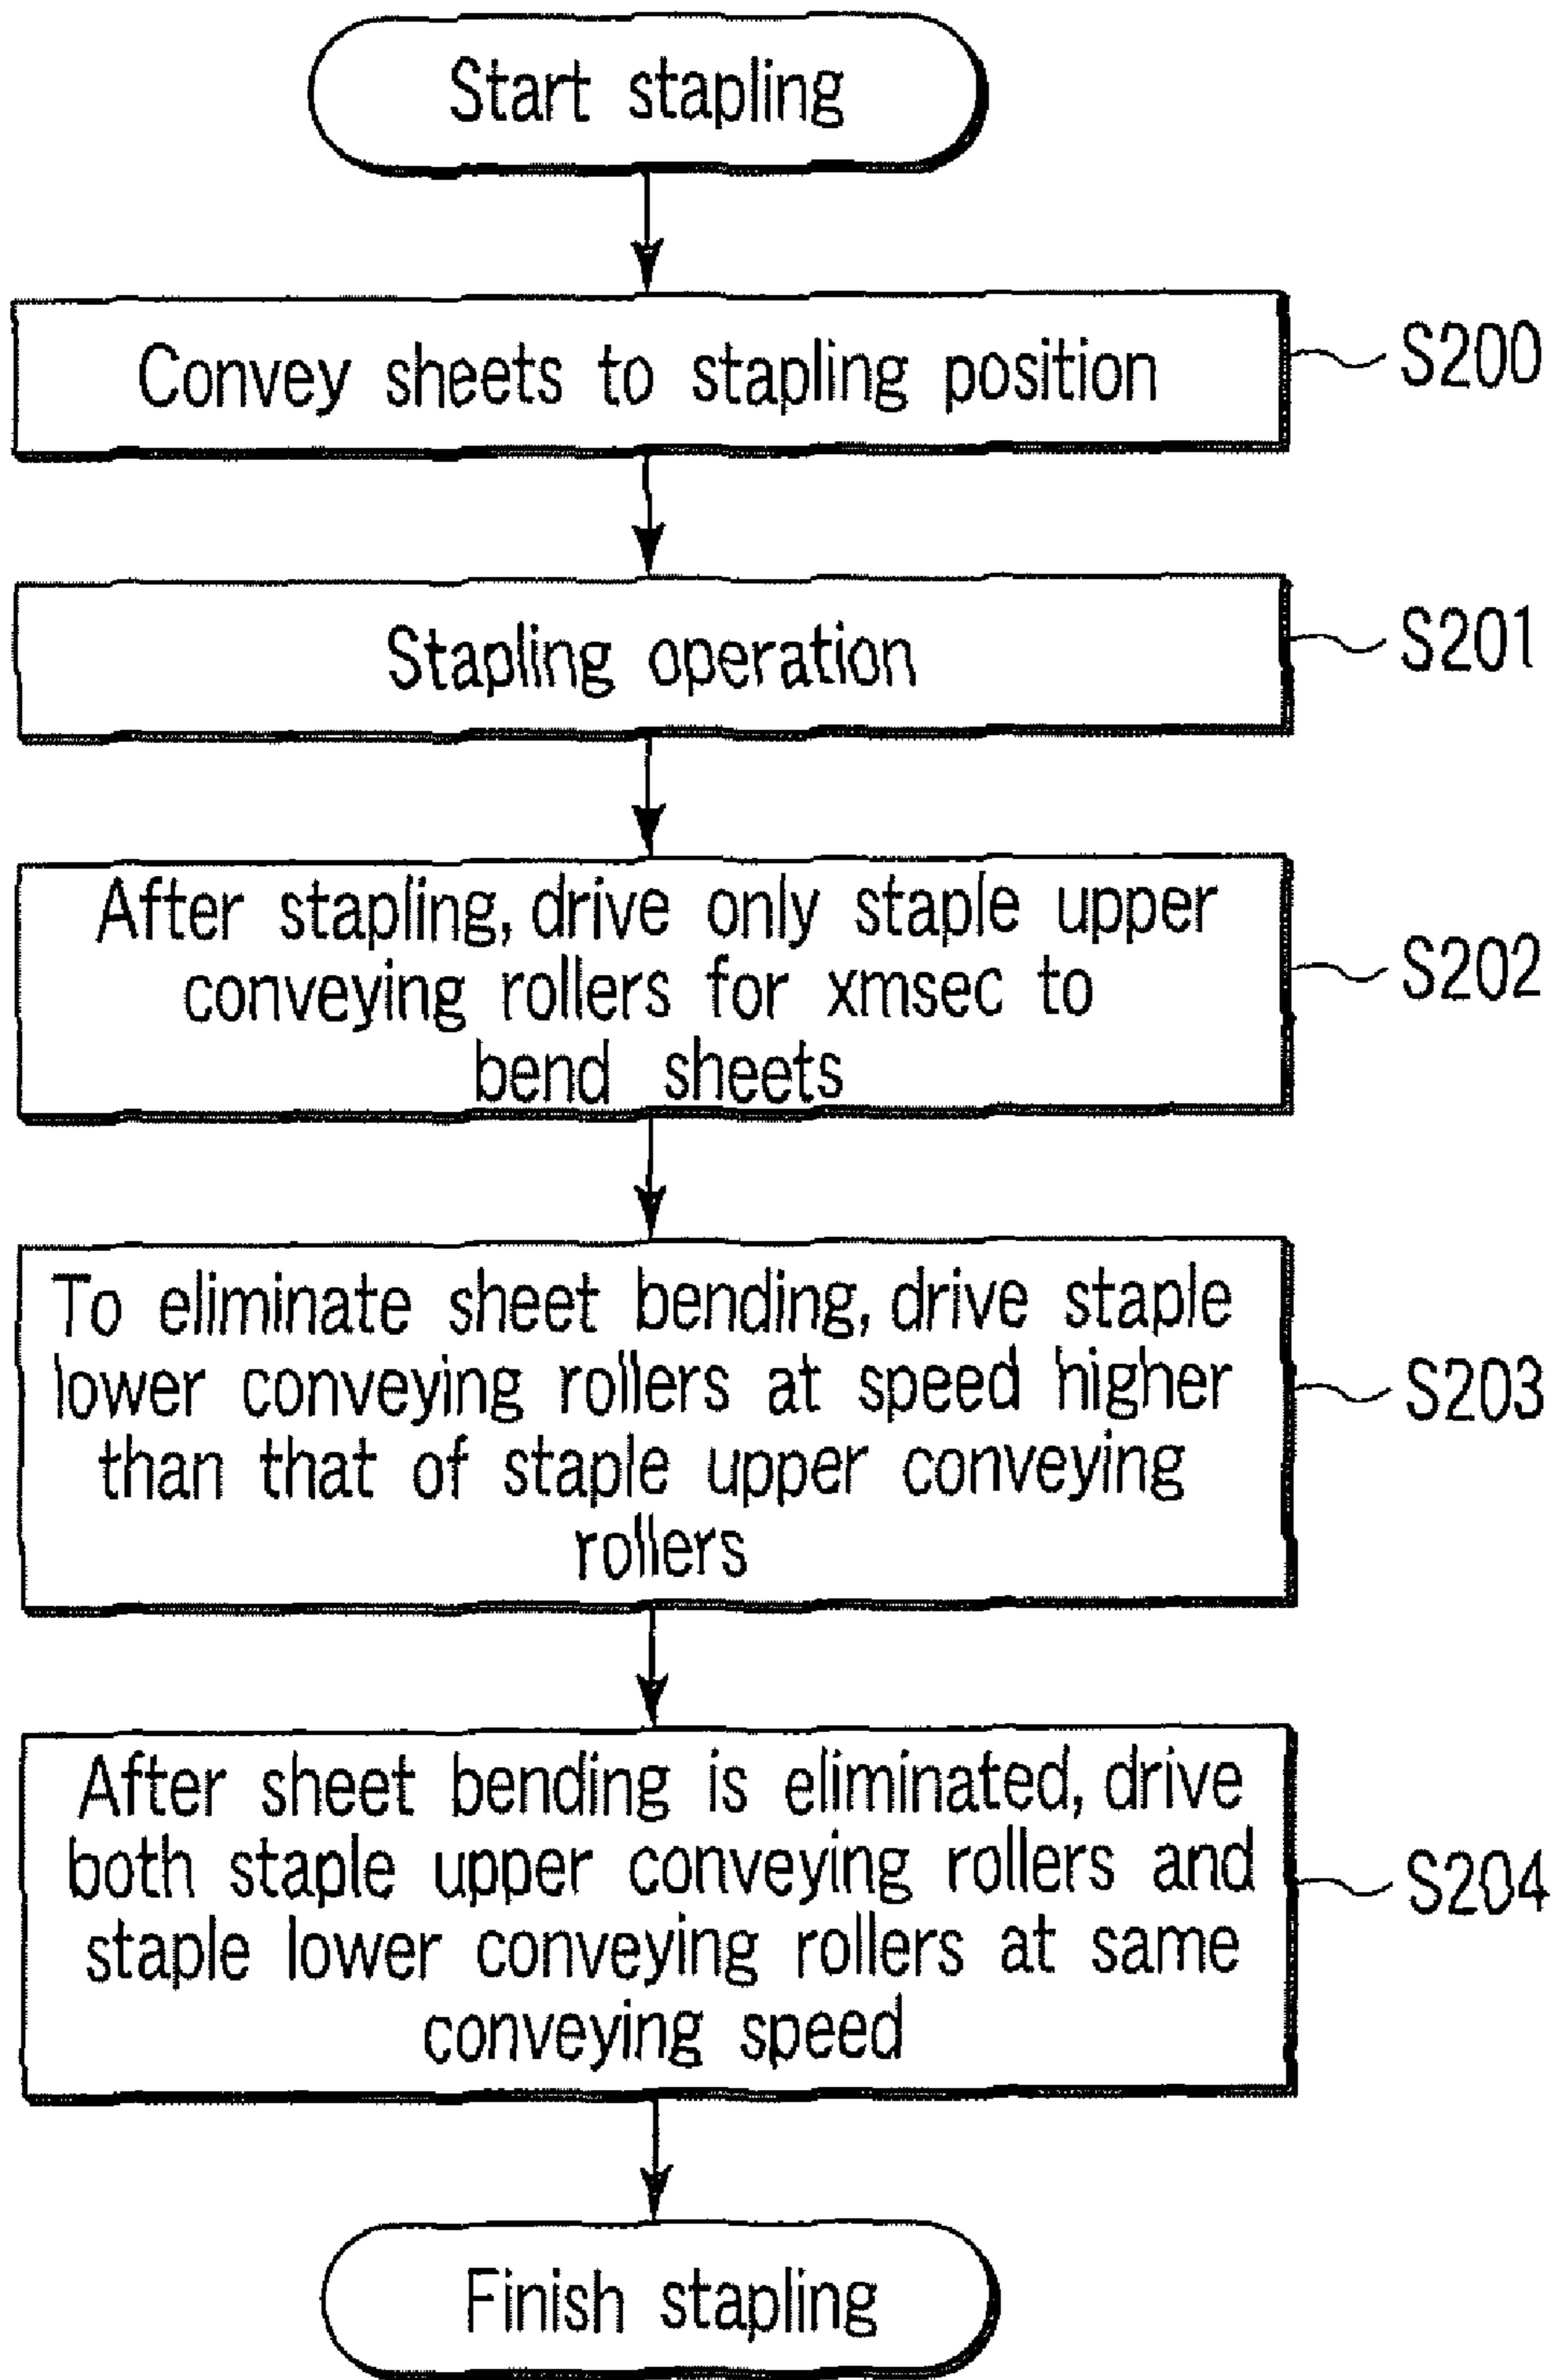 Start stapling
Convey sheets to stapling position
S200
Stapling operation
S201
After stapling, drive only staple upper
conveying rollers for xmsec to
bend sheets
S202
To eliminate sheet bending, drive staple
lower conveying rollers at speed higher
than that of staple upper conveying
rollers
S203
After sheet bending is eliminated, drive
both staple upper conveying rollers and
staple lower conveying rollers at same
conveying speed
S204
Finish stapling